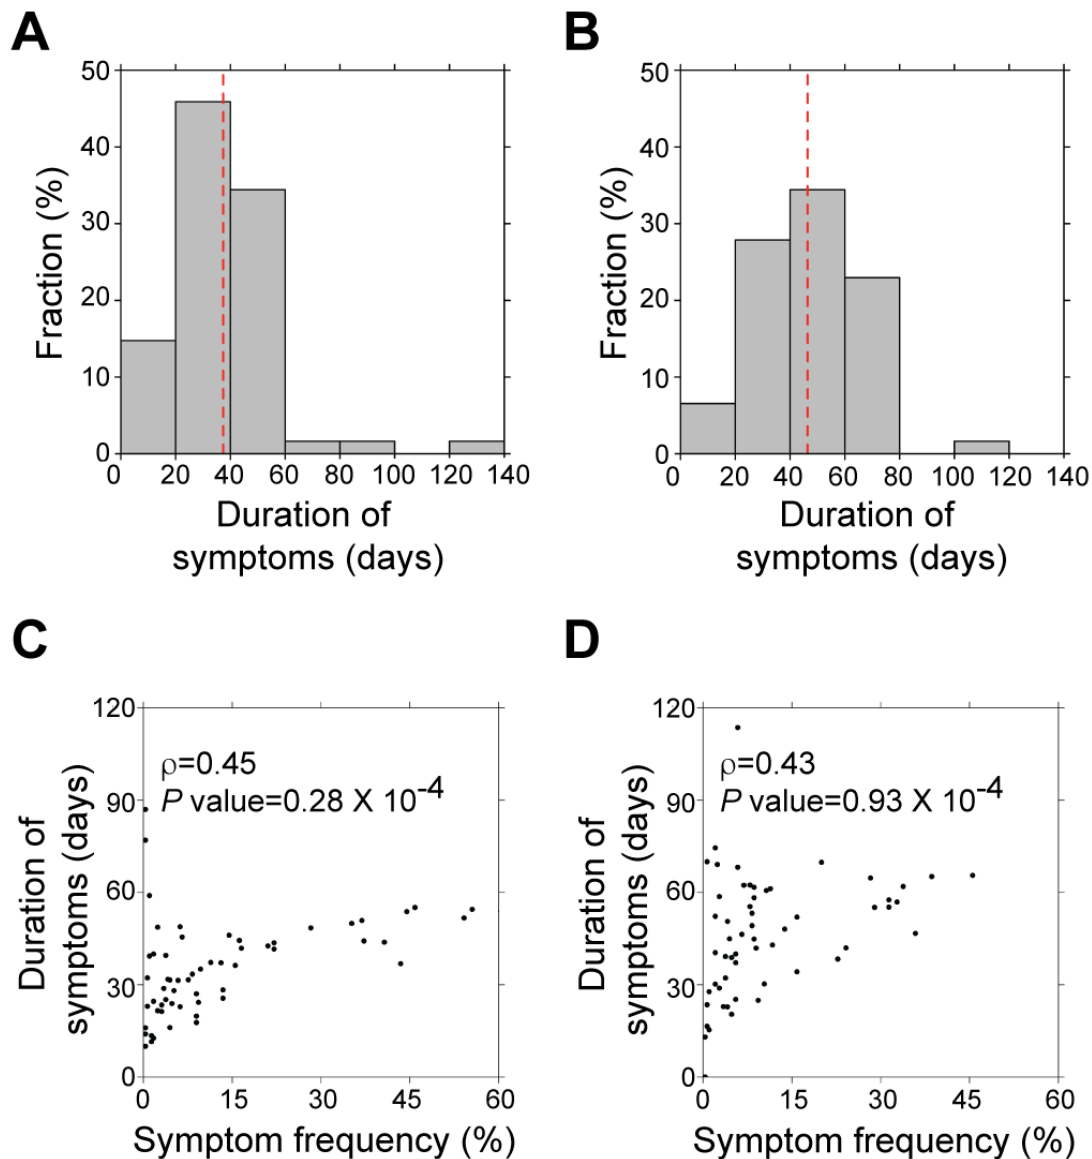 A
B
50
40
30
20
10
0
Fraction (%)
0 20 40 60 80 100 120 140
Duration of
symptoms (days)
50
40
30
20
10
0
Fraction (%)
0 20 40 60 80 100 120 140
Duration of
symptoms (days)
C
D
120
90
60
30
0
Duration of
symptoms (days)
ρ=0.45
P value=0.28 X 10-4
0 15 30 45 60
Symptom frequency (%)
120
90
60
30
0
Duration of
symptoms (days)
ρ=0.43
P value=0.93 X 10-4
0 15 30 45 60
Symptom frequency (%)